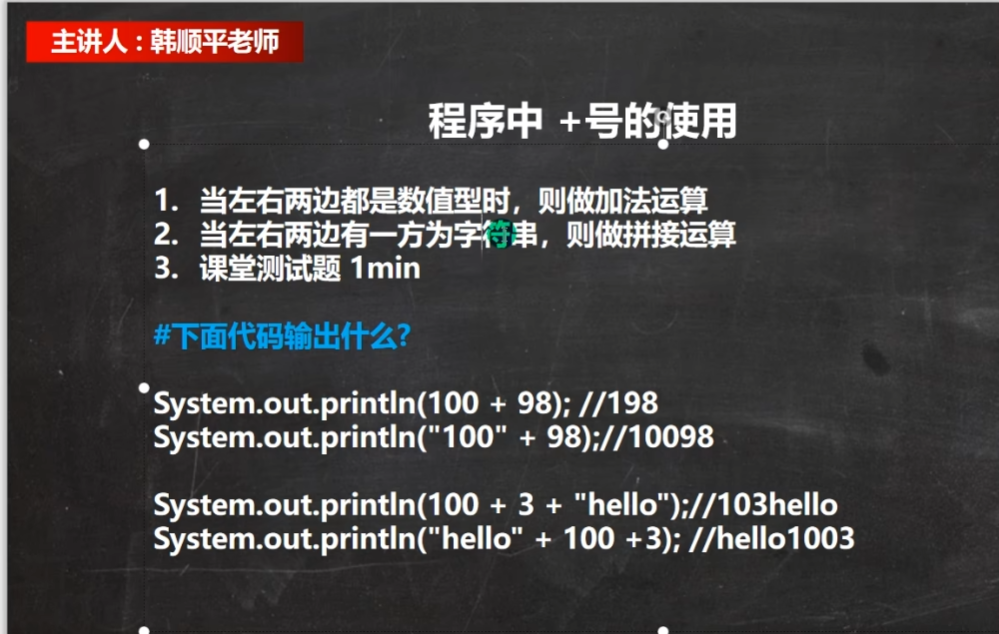 主讲人：韩顺平老师
程序中 +号的使用
1. 当左右两边都是数值型时，则做加法运算
2. 当左右两边有一方为字符串，则做拼接运算
3. 课堂测试题 1min
#下面代码输出什么?
System.out.println(100 + 98); //198
System.out.println("100" + 98);//10098
System.out.println(100 + 3 + "hello");//103hello
System.out.println("hello" + 100 +3); //hello1003